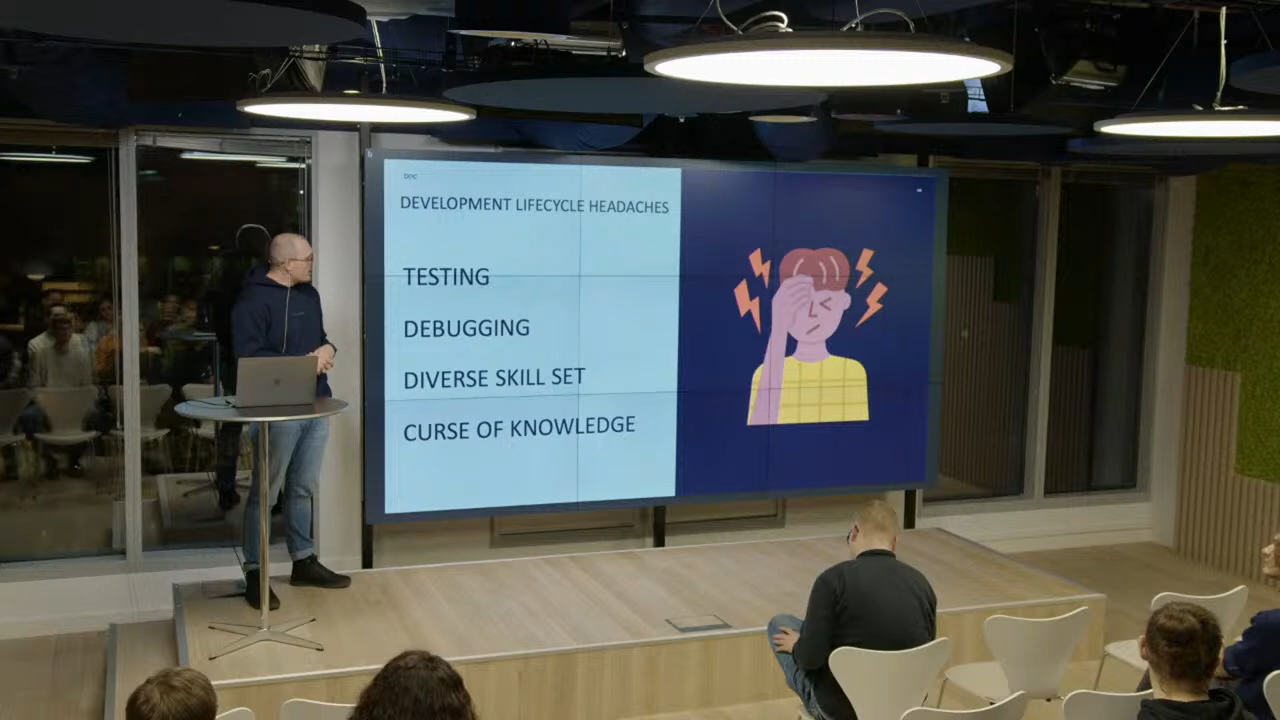 DEVELOPMENT LIFECYCLE HEADACHES
TESTING
DEBUGGING
DIVERSE SKILL SET
CURSE OF KNOWLEDGE